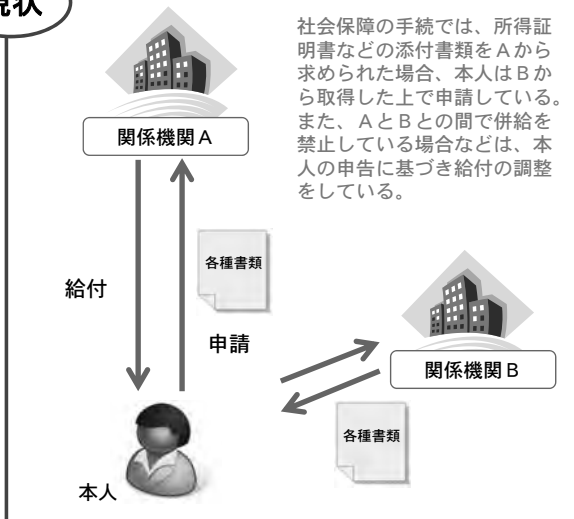 現状
社会保障の手続では、所得証
明書などの添付書類をAから
求められた場合、本人はBか
ら取得した上で申請している。
また、AとBとの間で併給を
禁止している場合などは、本
人の申告に基づき給付の調整
をしている。
関係機関A
給付
各種書類
申請
関係機関B
各種書類
本人